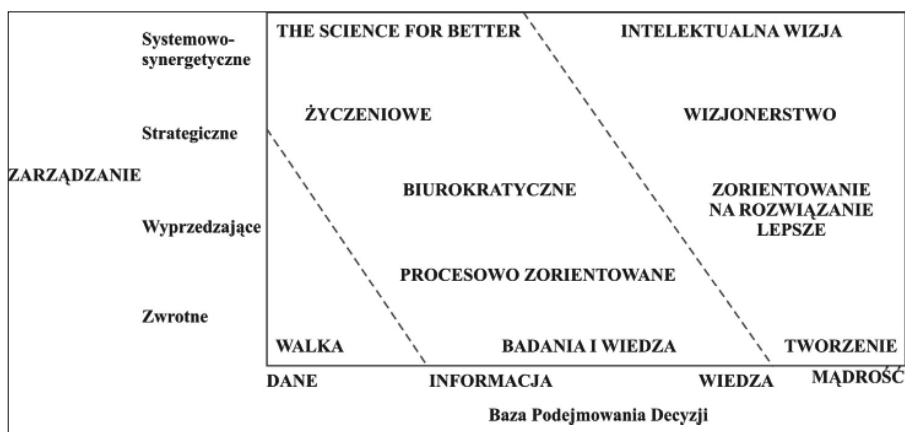 Systemowo-
synergetyczne
THE SCIENCE FOR BETTER
INTELEKTUALNA WIZJA
ŻYCZENIOWE
WIZJONERSTWO
Strategiczne
ZARZĄDZANIE
BIUROKRATYCZNE
ZORIENTOWANIE
NA ROZWIĄZANIE
LEPSZE
Wyprzedzające
PROCESOWO ZORIENTOWANE
Zwrotne
WALKA
BADANIA I WIEDZA
TWORZENIE
DANE
INFORMACJA
WIEDZA
MĄDROŚĆ
Baza Podejmowania Decyzji